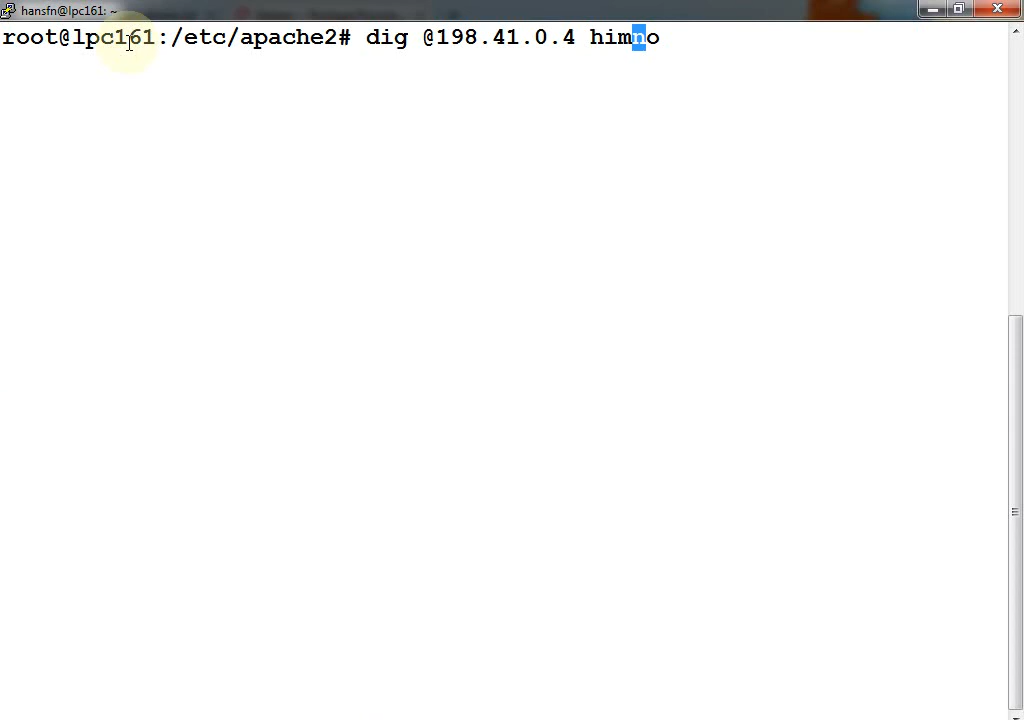 hansfn@lpc161: ~
root@lpc161:/etc/apache2# dig @198.41.0.4 himno